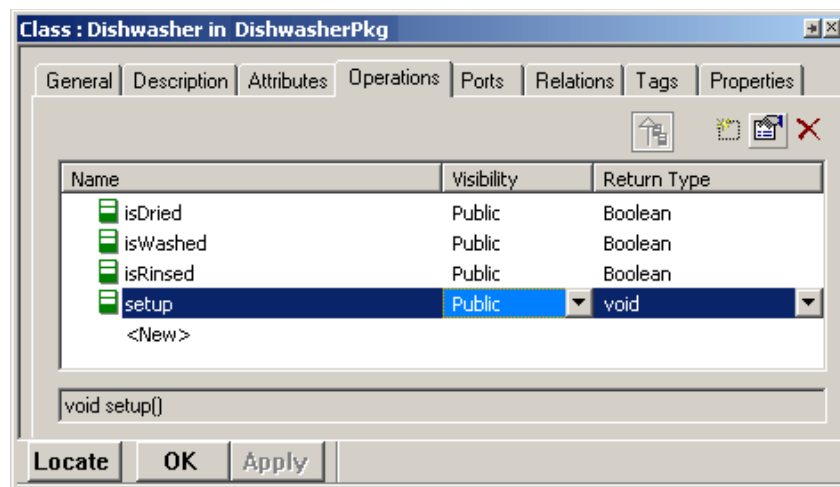 Class : Dishwasher in DishwasherPkg
General Description Attributes Operations Ports Relations Tags Properties
Name Visibility Return Type
isDried Public Boolean
isWashed Public Boolean
isRinsed Public Boolean
setup Public void
<New>
void setup()
Locate OK Apply